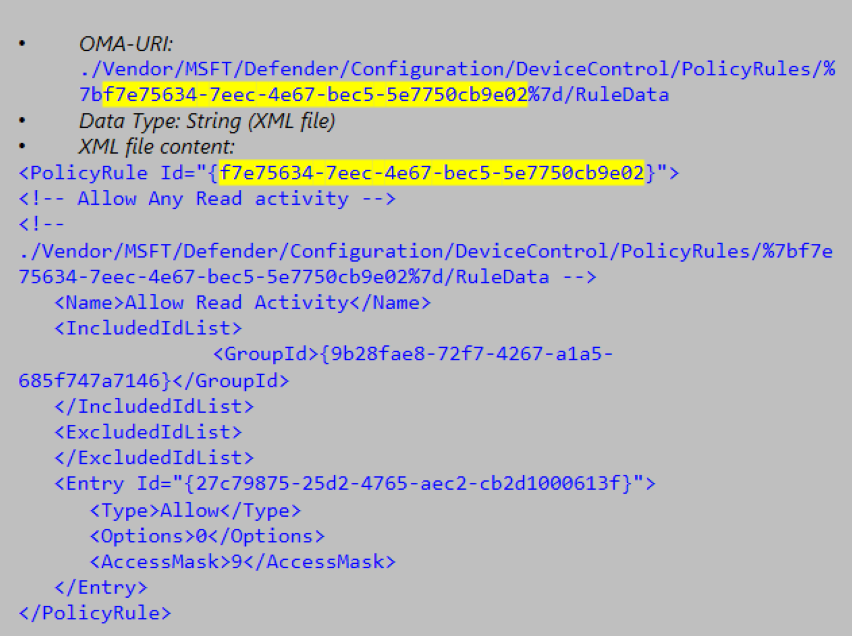 • OMA-URI:
./Vendor/MSFT/Defender/Configuration/DeviceControl/PolicyRules/%
7bf7e75634-7eec-4e67-bec5-5e7750cb9e02%7d/RuleData
• Data Type: String (XML file)
• XML file content:
<PolicyRule Id="{f7e75634-7eec-4e67-bec5-5e7750cb9e02}">
<!-- Allow Any Read activity -->
<!--
./Vendor/MSFT/Defender/Configuration/DeviceControl/PolicyRules/%7bf7e
75634-7eec-4e67-bec5-5e7750cb9e02%7d/RuleData -->
<Name>Allow Read Activity</Name>
<IncludedIdList>
<GroupId>{9b28fae8-72f7-4267-a1a5-
685f747a7146}</GroupId>
</IncludedIdList>
<ExcludedIdList>
</ExcludedIdList>
<Entry Id="{27c79875-25d2-4765-aec2-cb2d1000613f}">
<Type>Allow</Type>
<Options>0</Options>
<AccessMask>9</AccessMask>
</Entry>
</PolicyRule>